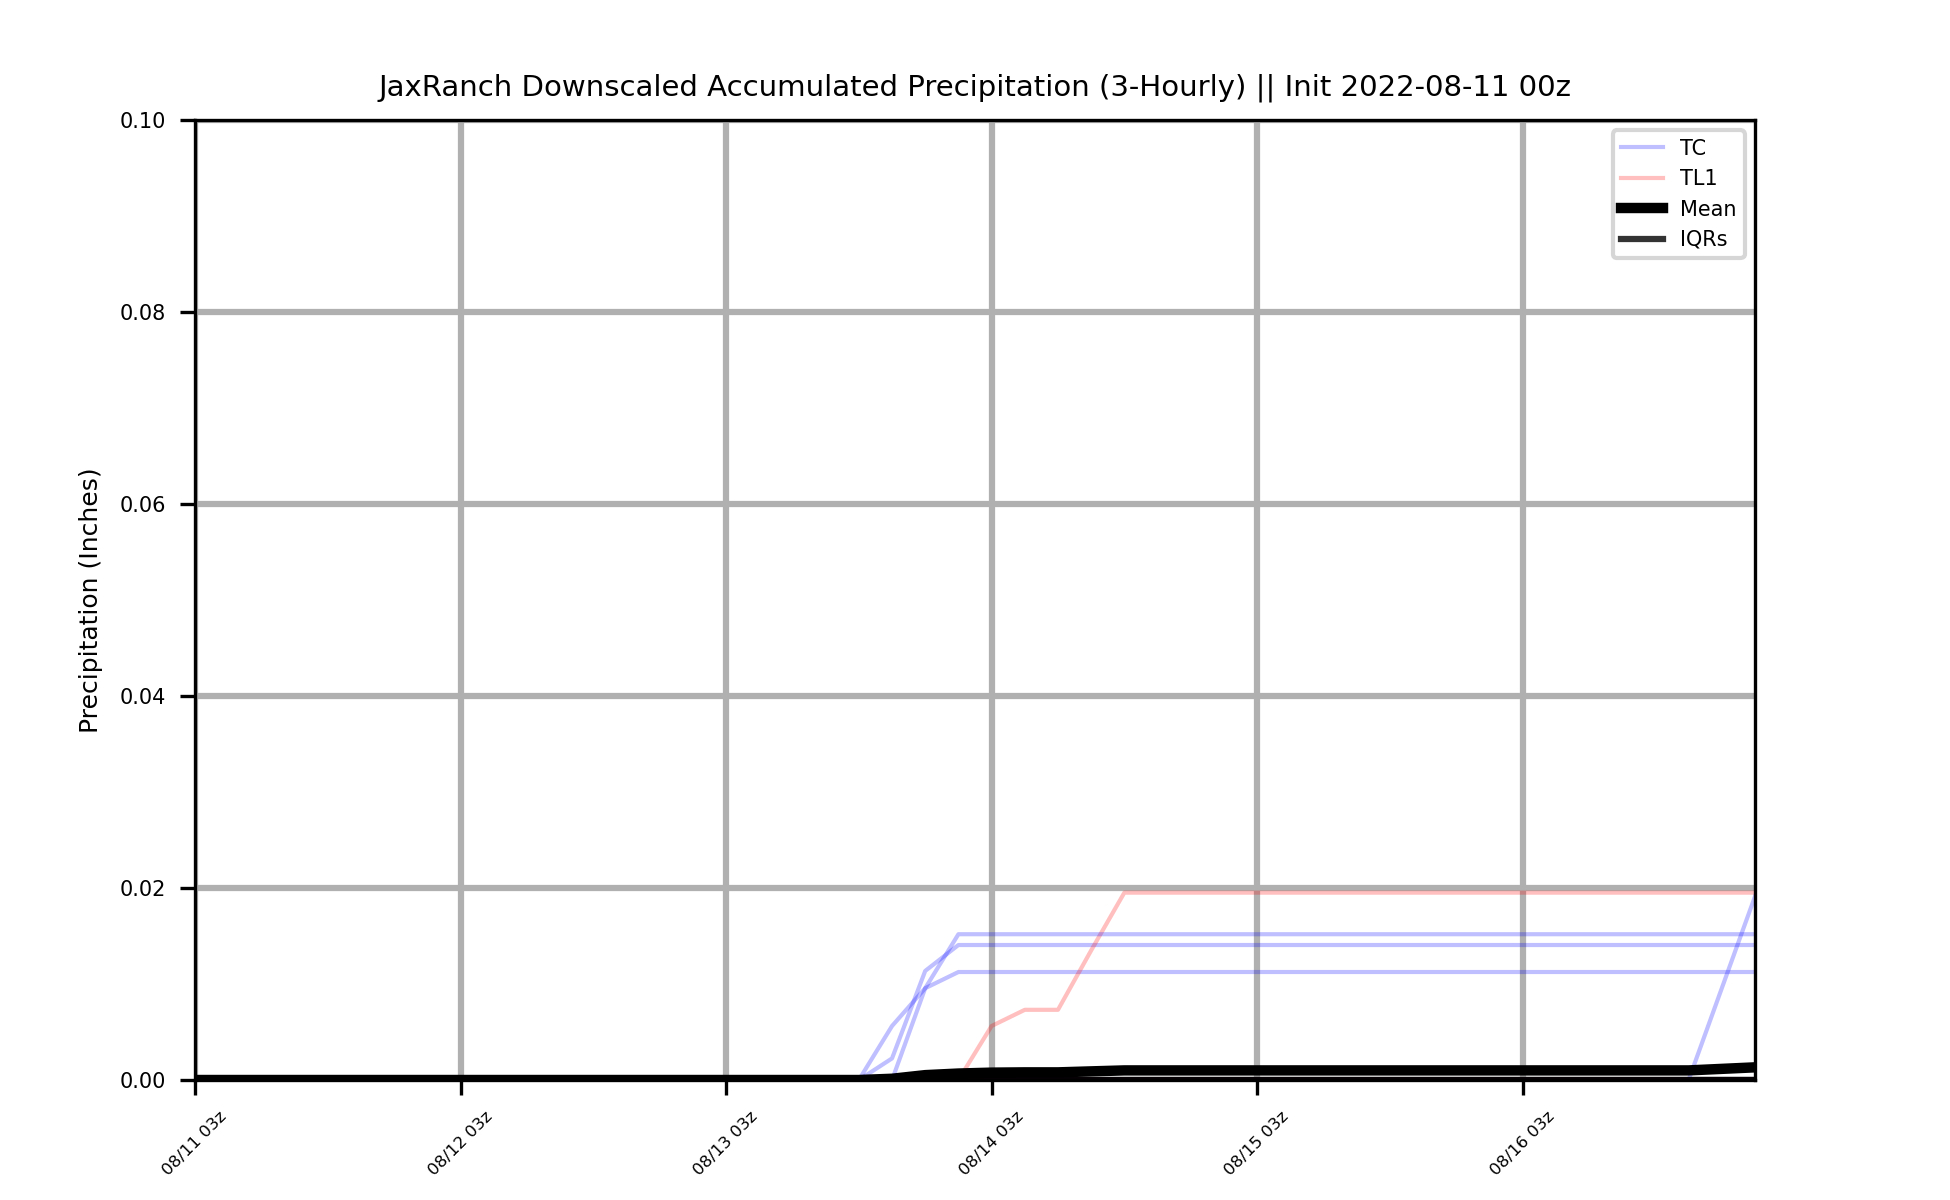 JaxRanch Downscaled Accumulated Precipitation (3-Hourly) || Init 2022-08-11 00z
TC
TL1
Mean
IQRs
Precipitation (Inches)
0.10
0.08
0.06
0.04
0.02
0.00
08/11 03z
08/12 03z
08/13 03z
08/14 03z
08/15 03z
08/16 03z